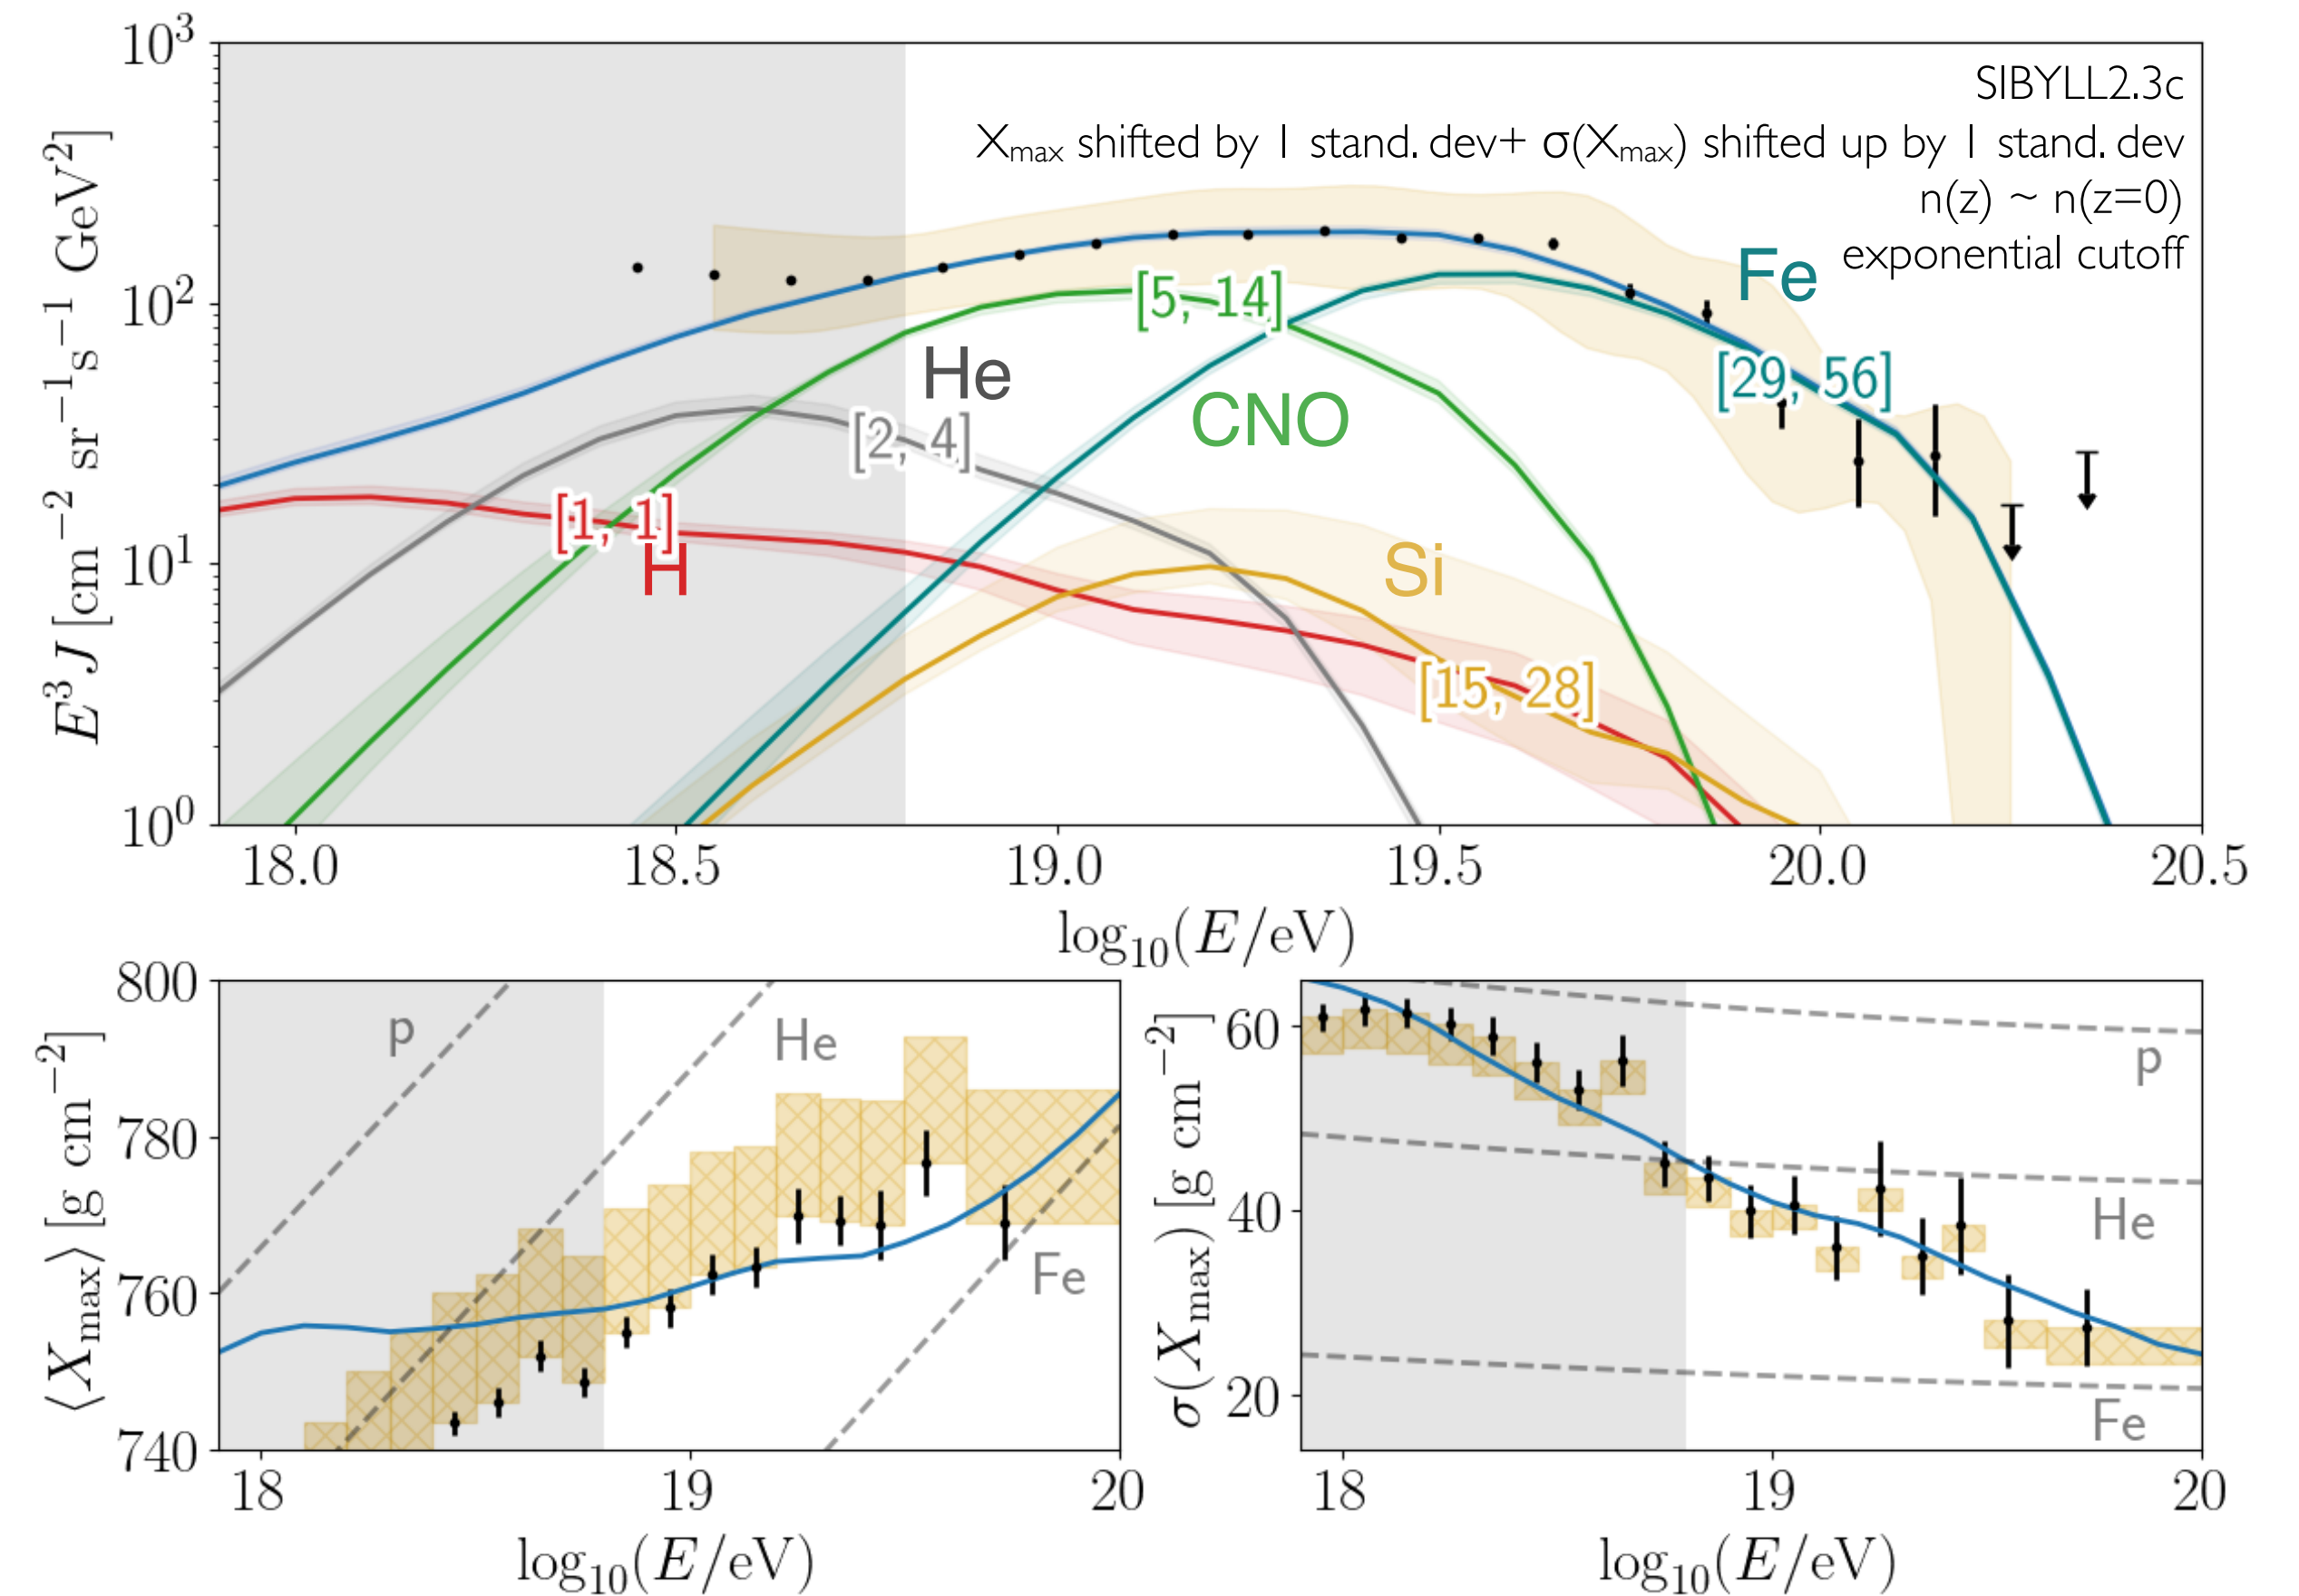 10³
10²
10¹
10⁰
E³J [cm⁻² sr⁻¹s⁻¹ GeV²]
SIBYLL2.3c
Xmax shifted by 1 stand. dev+ σ(Xmax) shifted up by 1 stand. dev
n(z) ~ n(z=0)
exponential cutoff
Fe
[5, 14]
He
[29, 56]
CNO
[2, 4]
[1, 1]
H
Si
[15, 28]
18.0 18.5 19.0 19.5 20.0 20.5
log₁₀(E/eV)
800
780
760
740
⟨Xmax⟩ [g cm⁻²]
p
He
Fe
18 19 20
log₁₀(E/eV)
60
40
20
σ(Xmax) [g cm⁻²]
p
He
Fe
18 19 20
log₁₀(E/eV)